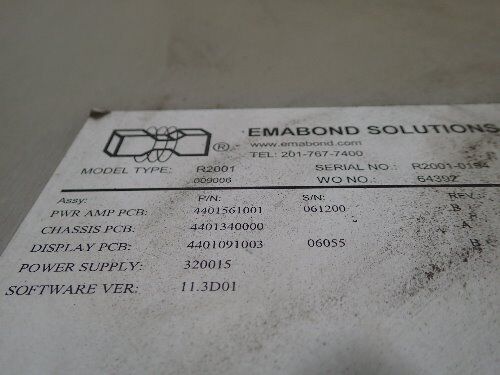 EMABOND SOLUTIONS
®
www.emabond.com
TEL: 201-767-7400
MODEL TYPE: R2001 SERIAL NO.: R2001-0194
009006 WO NO.: 64392
Assy: P/N: S/N: REV:
PWR AMP PCB: 4401561001 061200 B
CHASSIS PCB: 4401340000 A
DISPLAY PCB: 4401091003 06055 B
POWER SUPPLY: 320015
SOFTWARE VER: 11.3D01